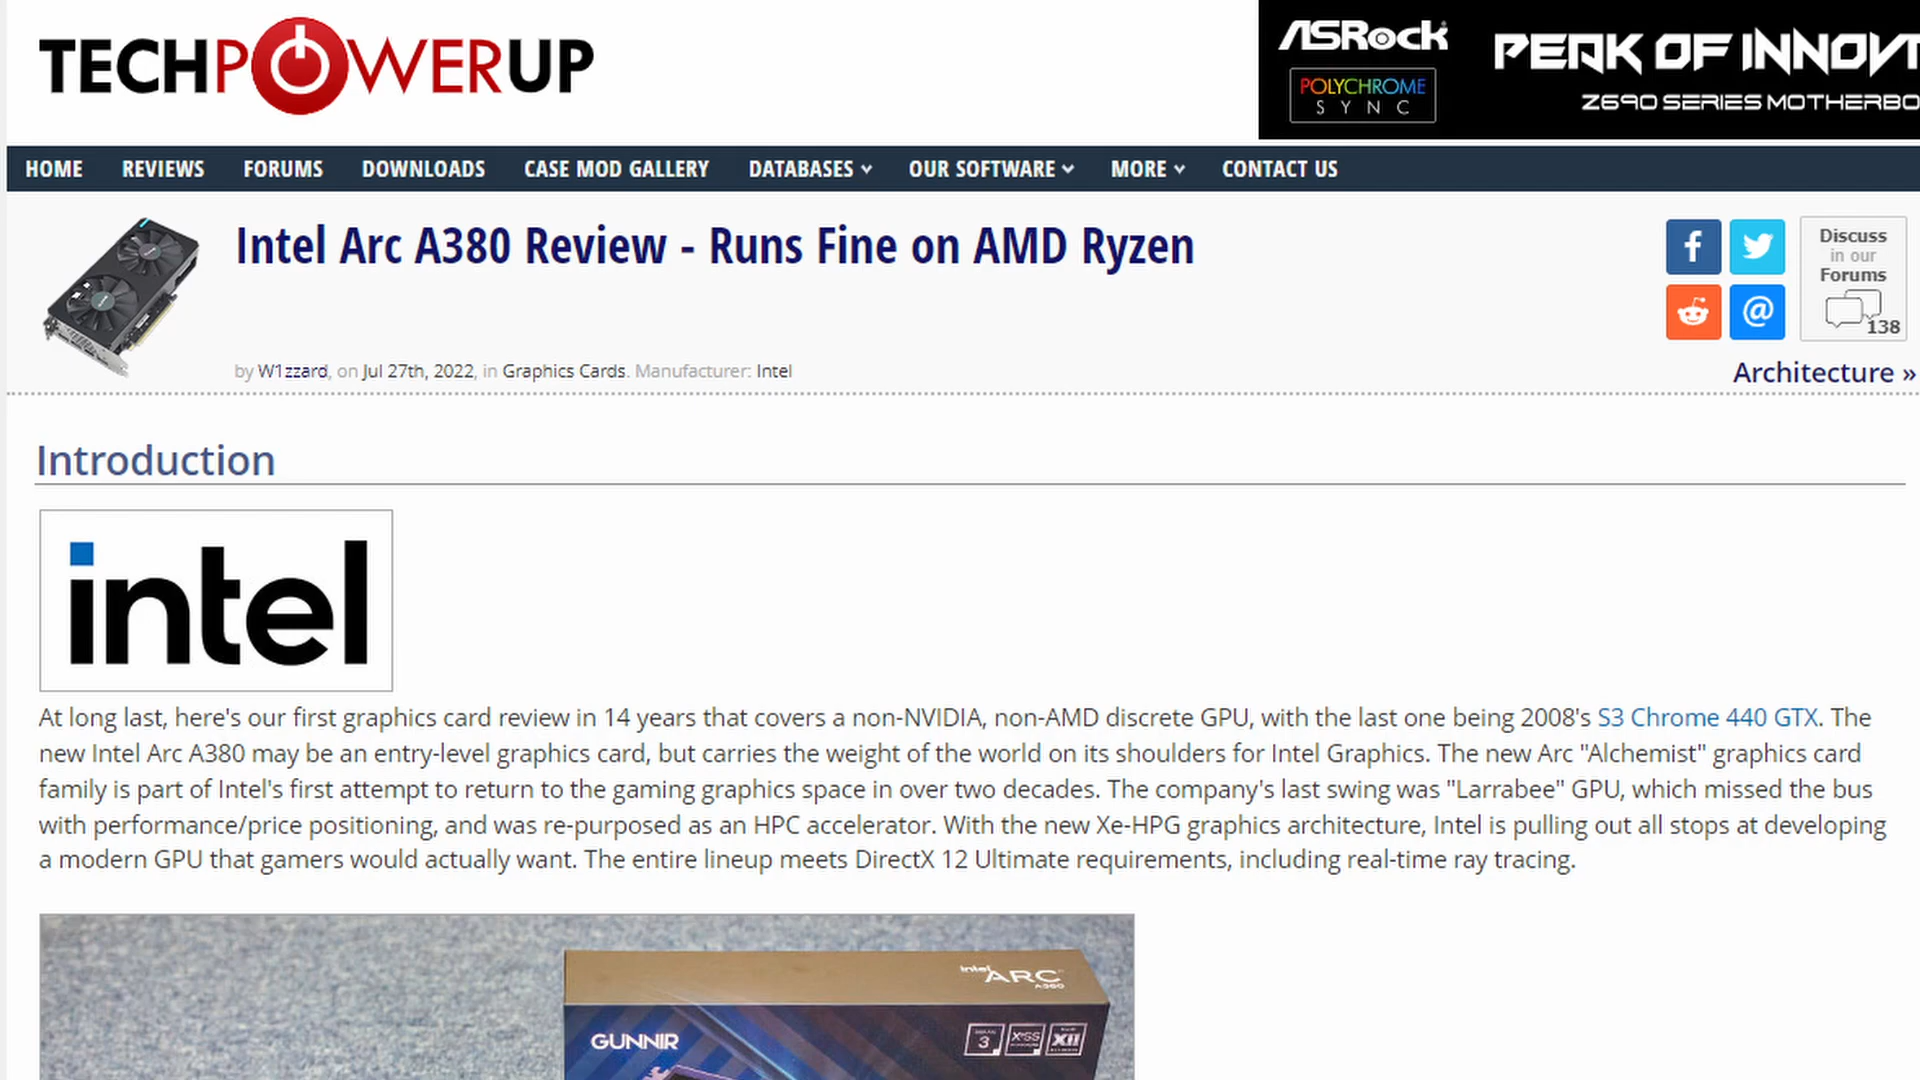 TECHPOWERUP
ASRock
POLYCHROME
SYNC
PEAK OF INNOV
Z690 SERIES MOTHERBO
HOME REVIEWS FORUMS DOWNLOADS CASE MOD GALLERY DATABASES OUR SOFTWARE MORE CONTACT US
Intel Arc A380 Review - Runs Fine on AMD Ryzen
Discuss
in our
Forums
138
by W1zzard, on Jul 27th, 2022, in Graphics Cards. Manufacturer: Intel
Architecture »
Introduction
intel
At long last, here's our first graphics card review in 14 years that covers a non-NVIDIA, non-AMD discrete GPU, with the last one being 2008's S3 Chrome 440 GTX. The
new Intel Arc A380 may be an entry-level graphics card, but carries the weight of the world on its shoulders for Intel Graphics. The new Arc "Alchemist" graphics card
family is part of Intel's first attempt to return to the gaming graphics space in over two decades. The company's last swing was "Larrabee" GPU, which missed the bus
with performance/price positioning, and was re-purposed as an HPC accelerator. With the new Xe-HPG graphics architecture, Intel is pulling out all stops at developing
a modern GPU that gamers would actually want. The entire lineup meets DirectX 12 Ultimate requirements, including real-time ray tracing.
intel ARC
A380
GUNNIR
3 XeSS XII